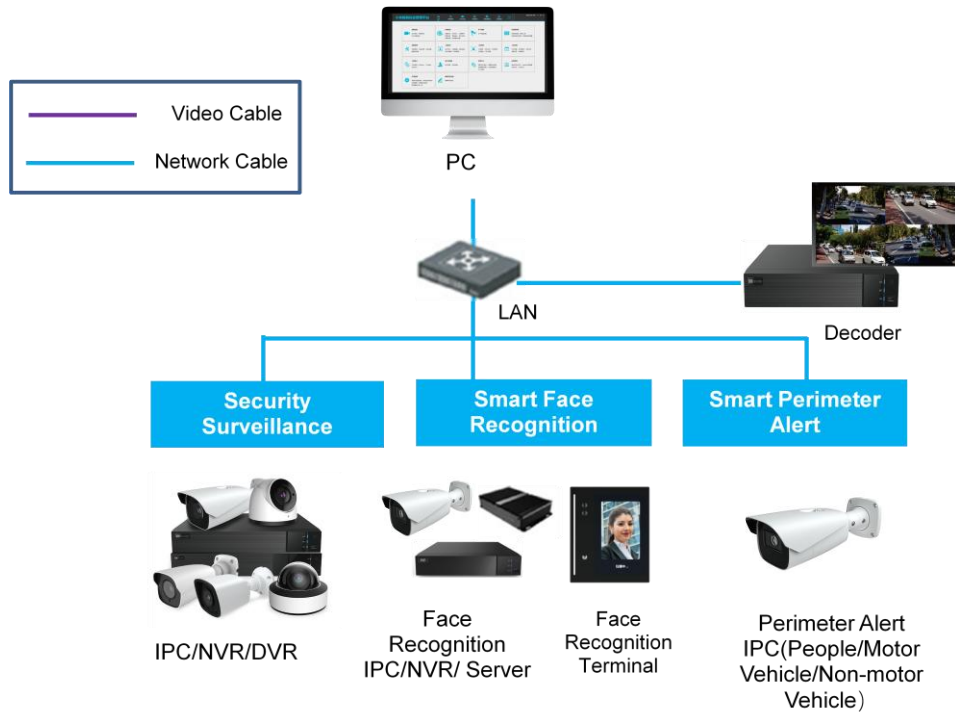 Video Cable
Network Cable
PC
LAN
Decoder
Security
Surveillance
Smart Face
Recognition
Smart Perimeter
Alert
IPC/NVR/DVR
Face
Recognition
IPC/NVR/ Server
Face
Recognition
Terminal
Perimeter Alert
IPC(People/Motor
Vehicle/Non-motor
Vehicle）